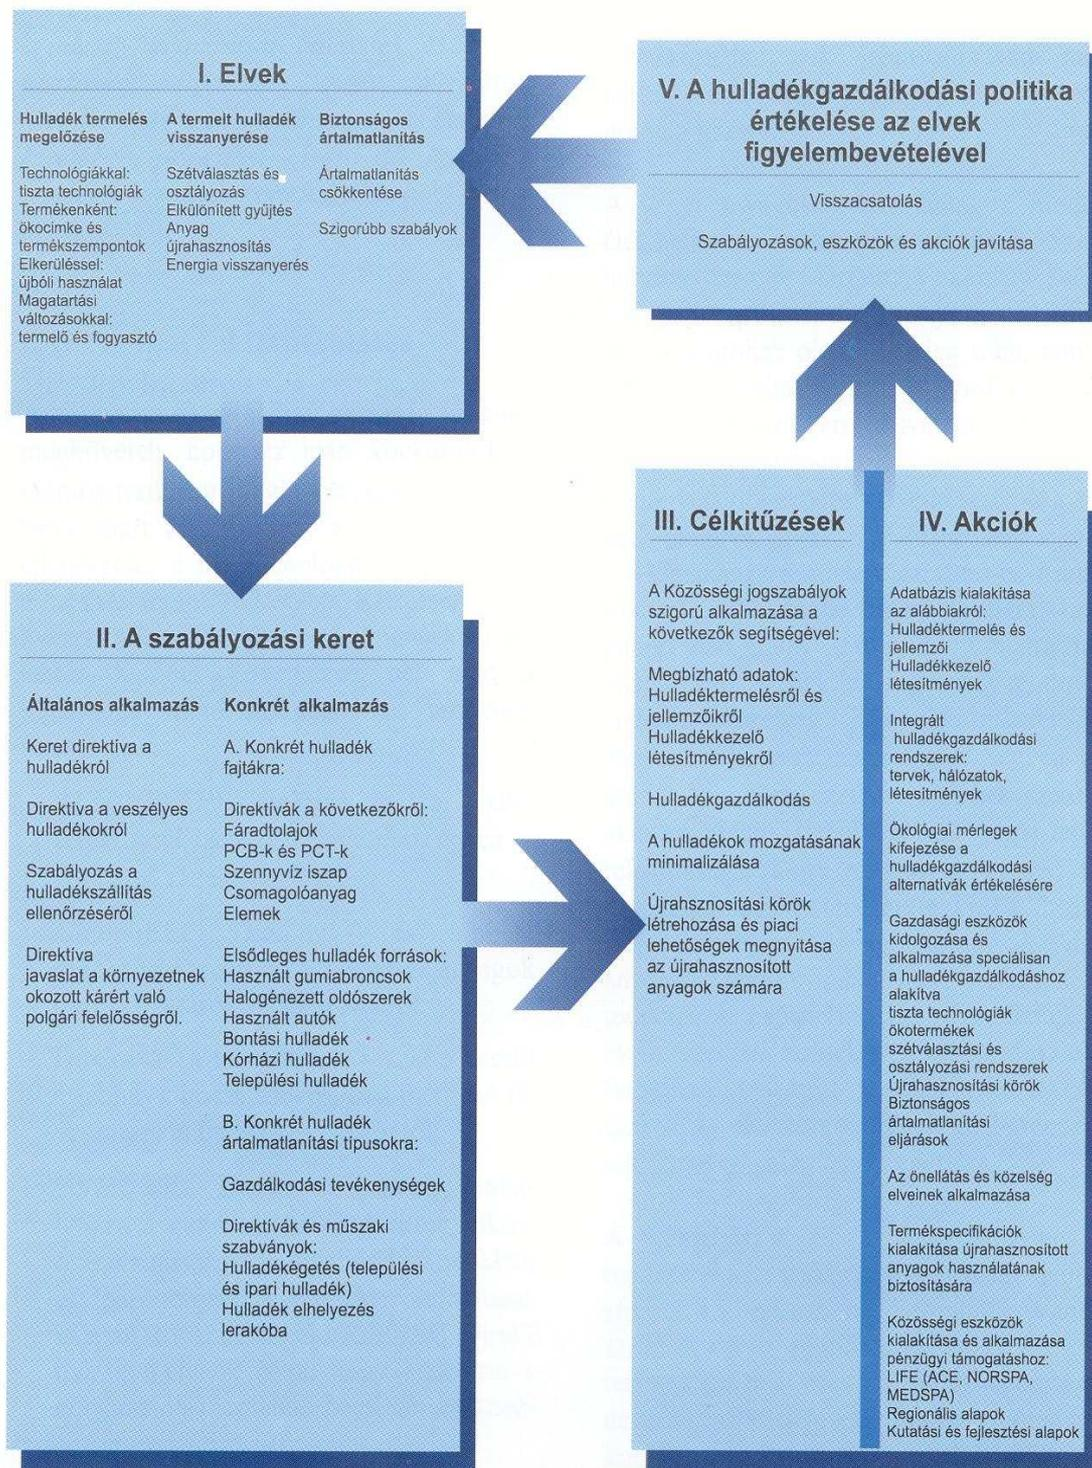 I. Elvek
Hulladék termelés
megelőzése
Technológiákkal:
tiszta technológiák
Termékenként:
ökocimke és
termékszempontok
Elkerüléssel:
újbóli használat
Magatartási
változásokkal:
termelő és fogyasztó
A termelt hulladék
visszanyerése
Szétválasztás és
osztályozás
Elkülönített gyűjtés
Anyag
újrahasznosítás
Energia visszanyerés
Biztonságos
ártalmatlanítás
Ártalmatlanítás
csökkentése
Szigorúbb szabályok
II. A szabályozási keret
Általános alkalmazás
Keret direktíva a
hulladékról
Direktíva a veszélyes
hulladékokról
Szabályozás a
hulladékszállítás
ellenőrzéséről
Direktíva
javaslat a környezetnek
okozott kárért való
polgári felelősségről.
Konkrét alkalmazás
A. Konkrét hulladék
fajtákra:
Direktívák a következőkről:
Fáradtolajok
PCB-k és PCT-k
Szennyvíz iszap
Csomagolóanyag
Elemek
Elsődleges hulladék források:
Használt gumiabroncsok
Halogénezett oldószerek
Használt autók
Bontási hulladék
Kórházi hulladék
Települési hulladék
B. Konkrét hulladék
ártalmatlanítási típusokra:
Gazdálkodási tevékenységek
Direktívák és műszaki
szabványok:
Hulladékégetés (települési
és ipari hulladék)
Hulladék elhelyezés
lerakóba
III. Célkitűzések
A Közösségi jogszabályok
szigorú alkalmazása a
következők segítségével:
Megbízható adatok:
Hulladéktermelésről és
jellemzőikről
Hulladékkezelő
létesítményekről
Hulladékgazdálkodás
A hulladékok mozgatásának
minimalizálása
Újrahsznosítási körök
létrehozása és piaci
lehetőségek megnyitása
az újrahasznosított
anyagok számára
IV. Akciók
Adatbázis kialakítása
az alábbiakról:
Hulladéktermelés és
jellemzői
Hulladékkezelő
létesítmények
Integrált
hulladékgazdálkodási
rendszerek:
tervek, hálózatok,
létesítmények
Ökológiai mérlegek
kifejezése a
hulladékgazdálkodási
alternatívák értékelésére
Gazdasági eszközök
kidolgozása és
alkalmazása speciálisan
a hulladékgazdálkodáshoz
alakítva
tiszta technológiák
ökotermékek
szétválasztási és
osztályozási rendszerek
Újrahasznosítási körök
Biztonságos
ártalmatlanítási
eljárások
Az önellátás és közelség
elveinek alkalmazása
Termékspecifikációk
kialakítása újrahasznosított
anyagok használatának
biztosítására
Közösségi eszközök
kialakítása és alkalmazása
pénzügyi támogatáshoz:
LIFE (ACE, NORSPA,
MEDSPA)
Regionális alapok
Kutatási és fejlesztési alapok
V. A hulladékgazdálkodási politika
értékelése az elvek
figyelembevételével
Visszacsatolás
Szabályozások, eszközök és akciók javítása